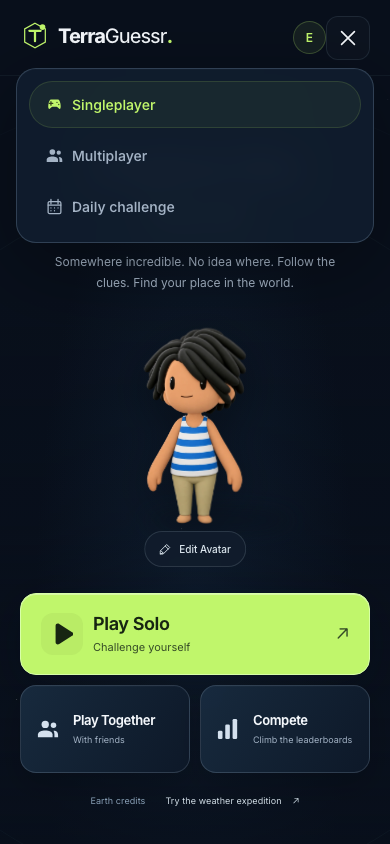 TerraGuessr.
E
Singleplayer
Multiplayer
Daily challenge
Somewhere incredible. No idea where. Follow the
clues. Find your place in the world.
Edit Avatar
Play Solo
Challenge yourself
Play Together
With friends
Compete
Climb the leaderboards
Earth credits
Try the weather expedition